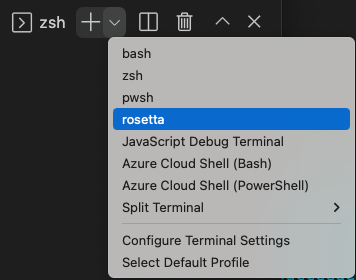 zsh
bash
zsh
pwsh
rosetta
JavaScript Debug Terminal
Azure Cloud Shell (Bash)
Azure Cloud Shell (PowerShell)
Split Terminal
Configure Terminal Settings
Select Default Profile